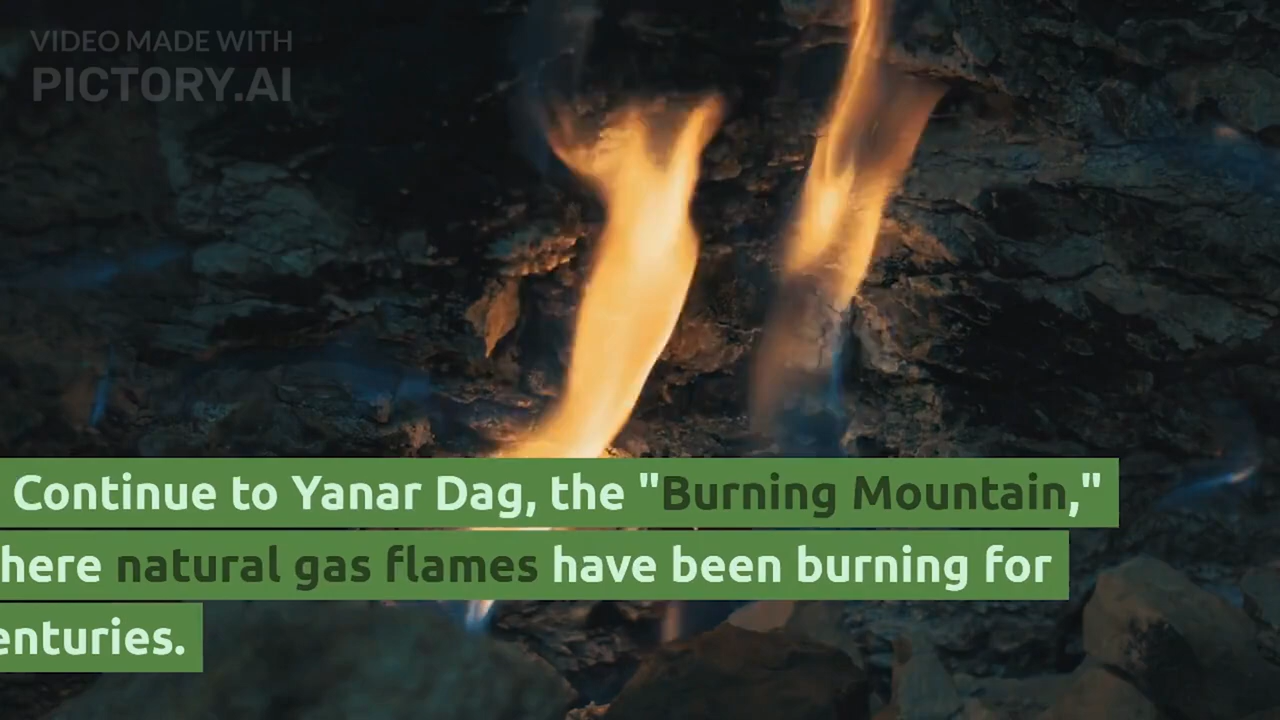 VIDEO MADE WITH
PICTORY.AI
Continue to Yanar Dag, the "Burning Mountain,"
here natural gas flames have been burning for
enturies.